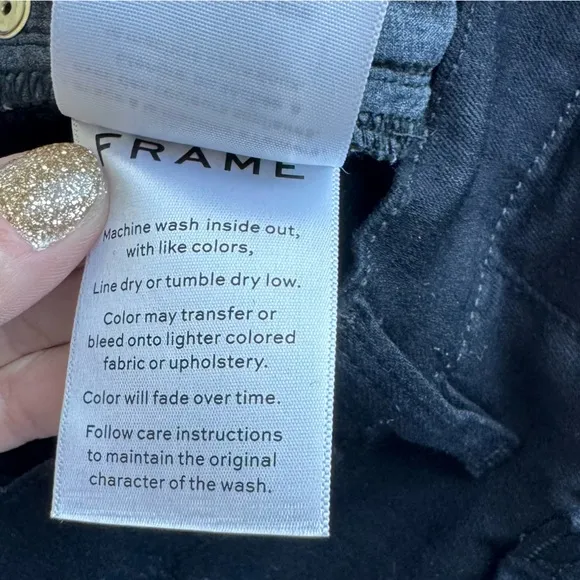 FRAME
Machine wash inside out,
with like colors,
Line dry or tumble dry low.
Color may transfer or
bleed onto lighter colored
fabric or upholstery.
Color will fade over time.
Follow care instructions
to maintain the original
character of the wash.